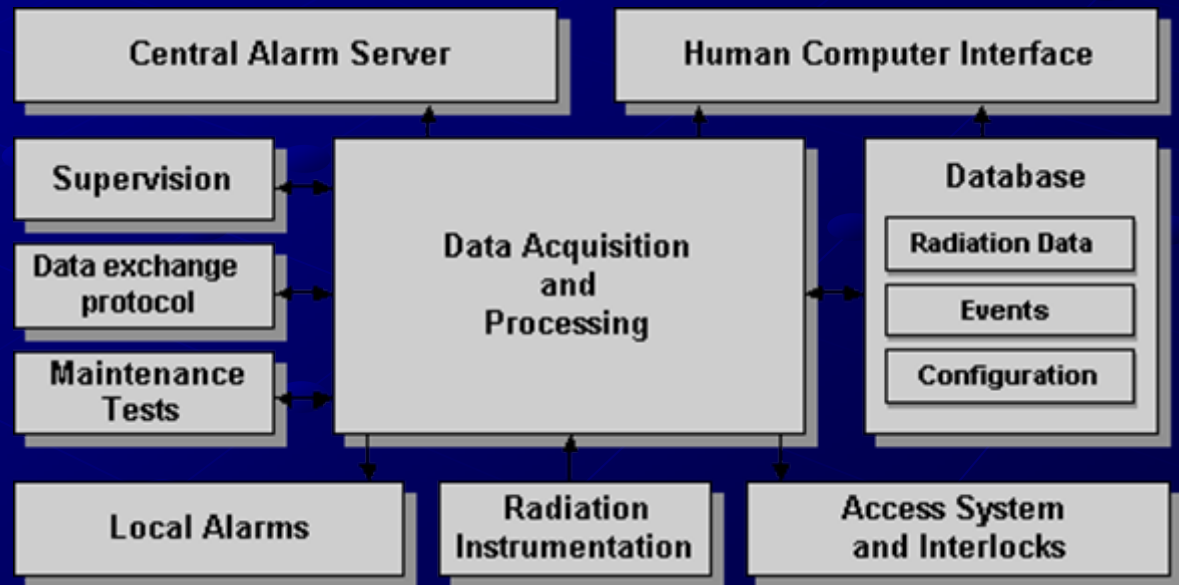 Central Alarm Server
Human Computer Interface
Supervision
Data exchange
protocol
Maintenance
Tests
Data Acquisition
and
Processing
Database
Radiation Data
Events
Configuration
Local Alarms
Radiation
Instrumentation
Access System
and Interlocks